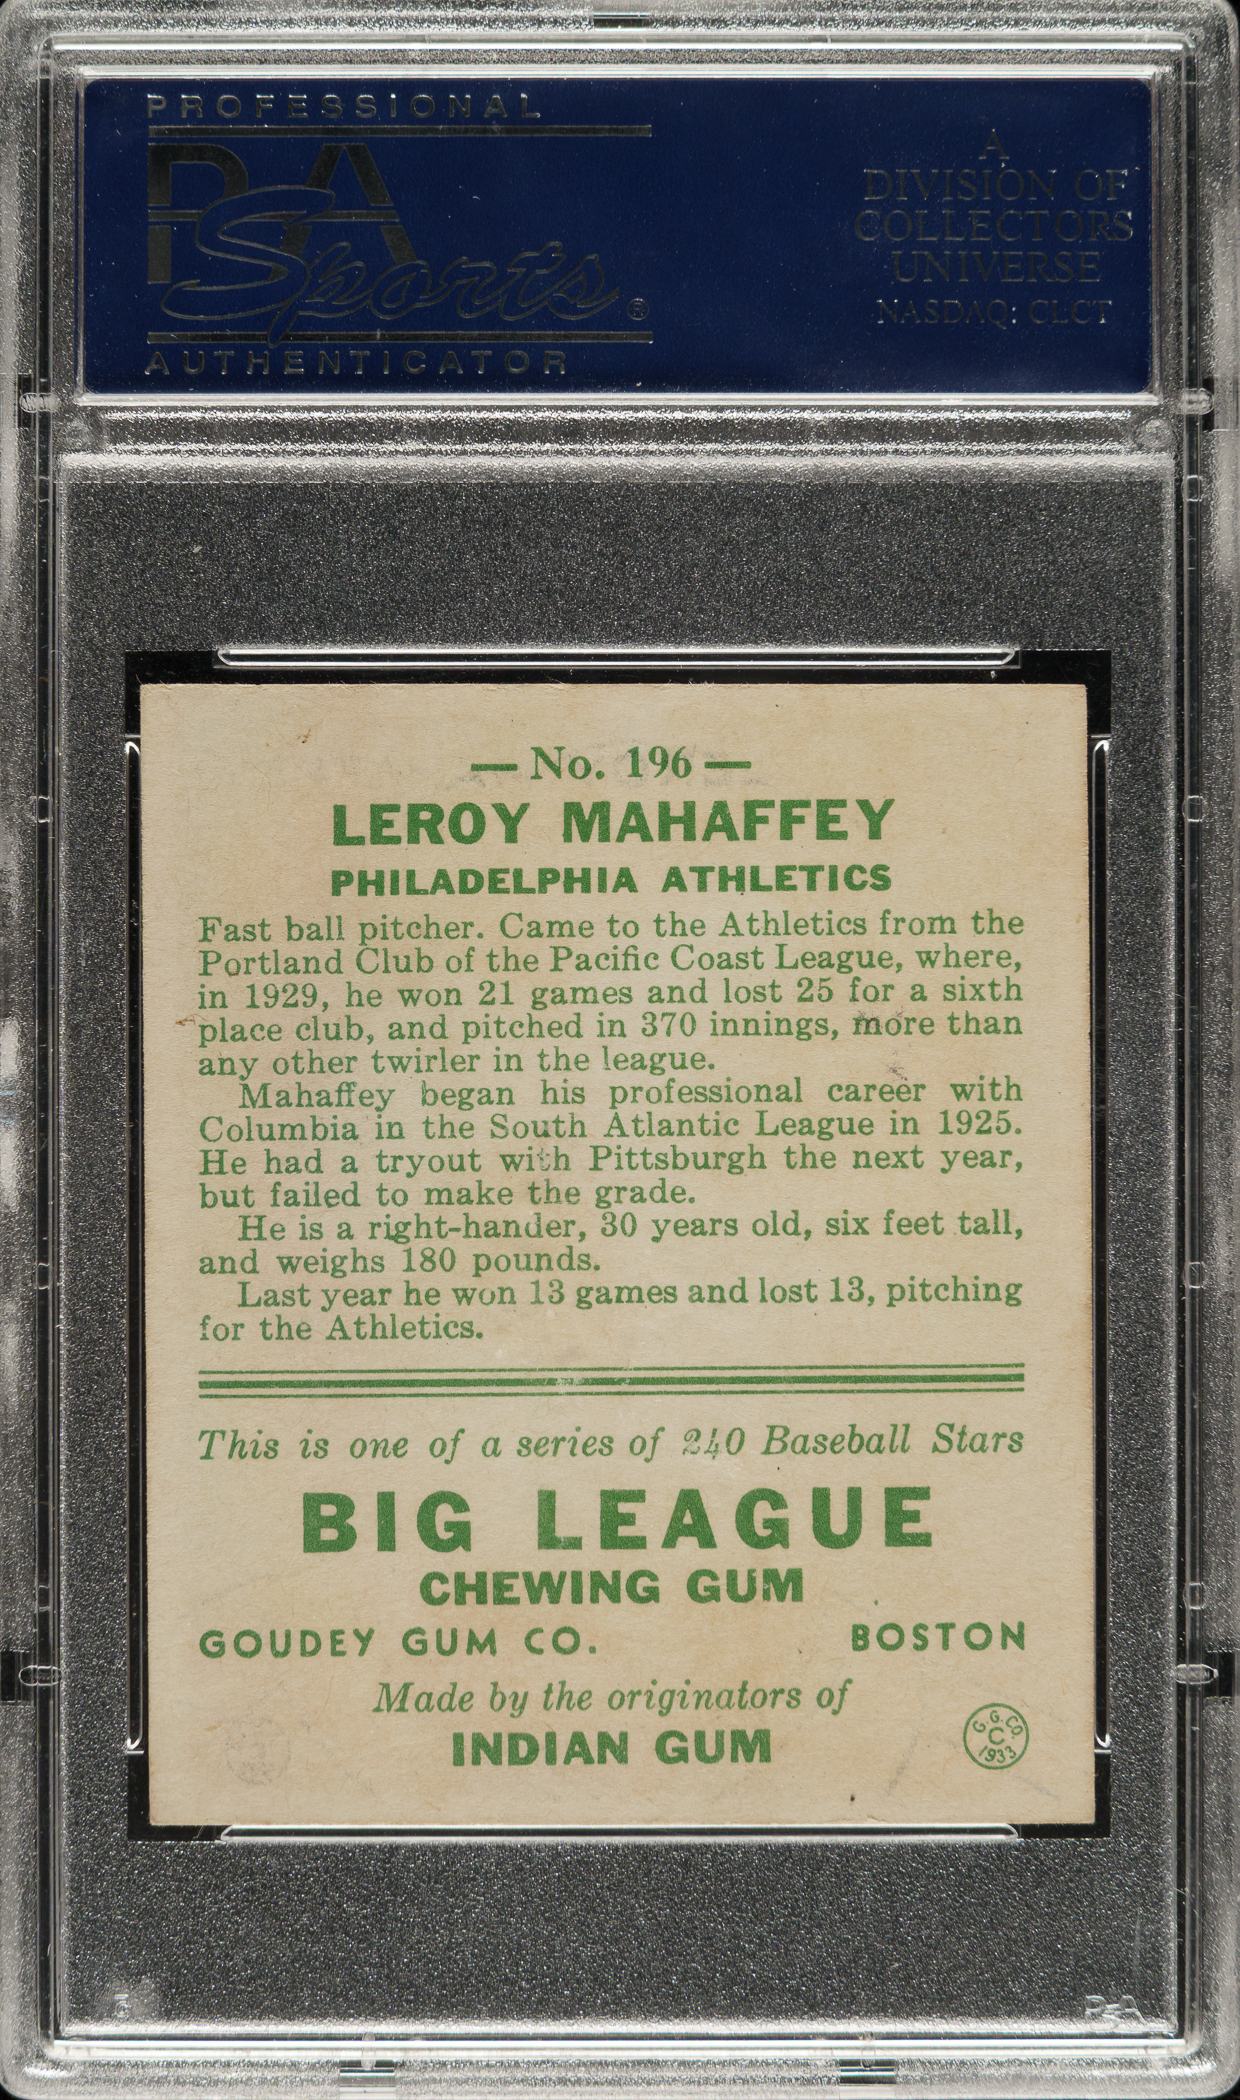 PROFESSIONAL
PSA
Sports®
AUTHENTICATOR
A
DIVISION OF
COLLECTORS
UNIVERSE
NASDAQ: CLCT
— No. 196 —
LEROY MAHAFFEY
PHILADELPHIA ATHLETICS
Fast ball pitcher. Came to the Athletics from the
Portland Club of the Pacific Coast League, where,
in 1929, he won 21 games and lost 25 for a sixth
place club, and pitched in 370 innings, more than
any other twirler in the league.
Mahaffey began his professional career with
Columbia in the South Atlantic League in 1925.
He had a tryout with Pittsburgh the next year,
but failed to make the grade.
He is a right-hander, 30 years old, six feet tall,
and weighs 180 pounds.
Last year he won 13 games and lost 13, pitching
for the Athletics.
This is one of a series of 240 Baseball Stars
BIG LEAGUE
CHEWING GUM
GOUDEY GUM CO. BOSTON
Made by the originators of
INDIAN GUM
G. G. CO.
C
1933
PSA